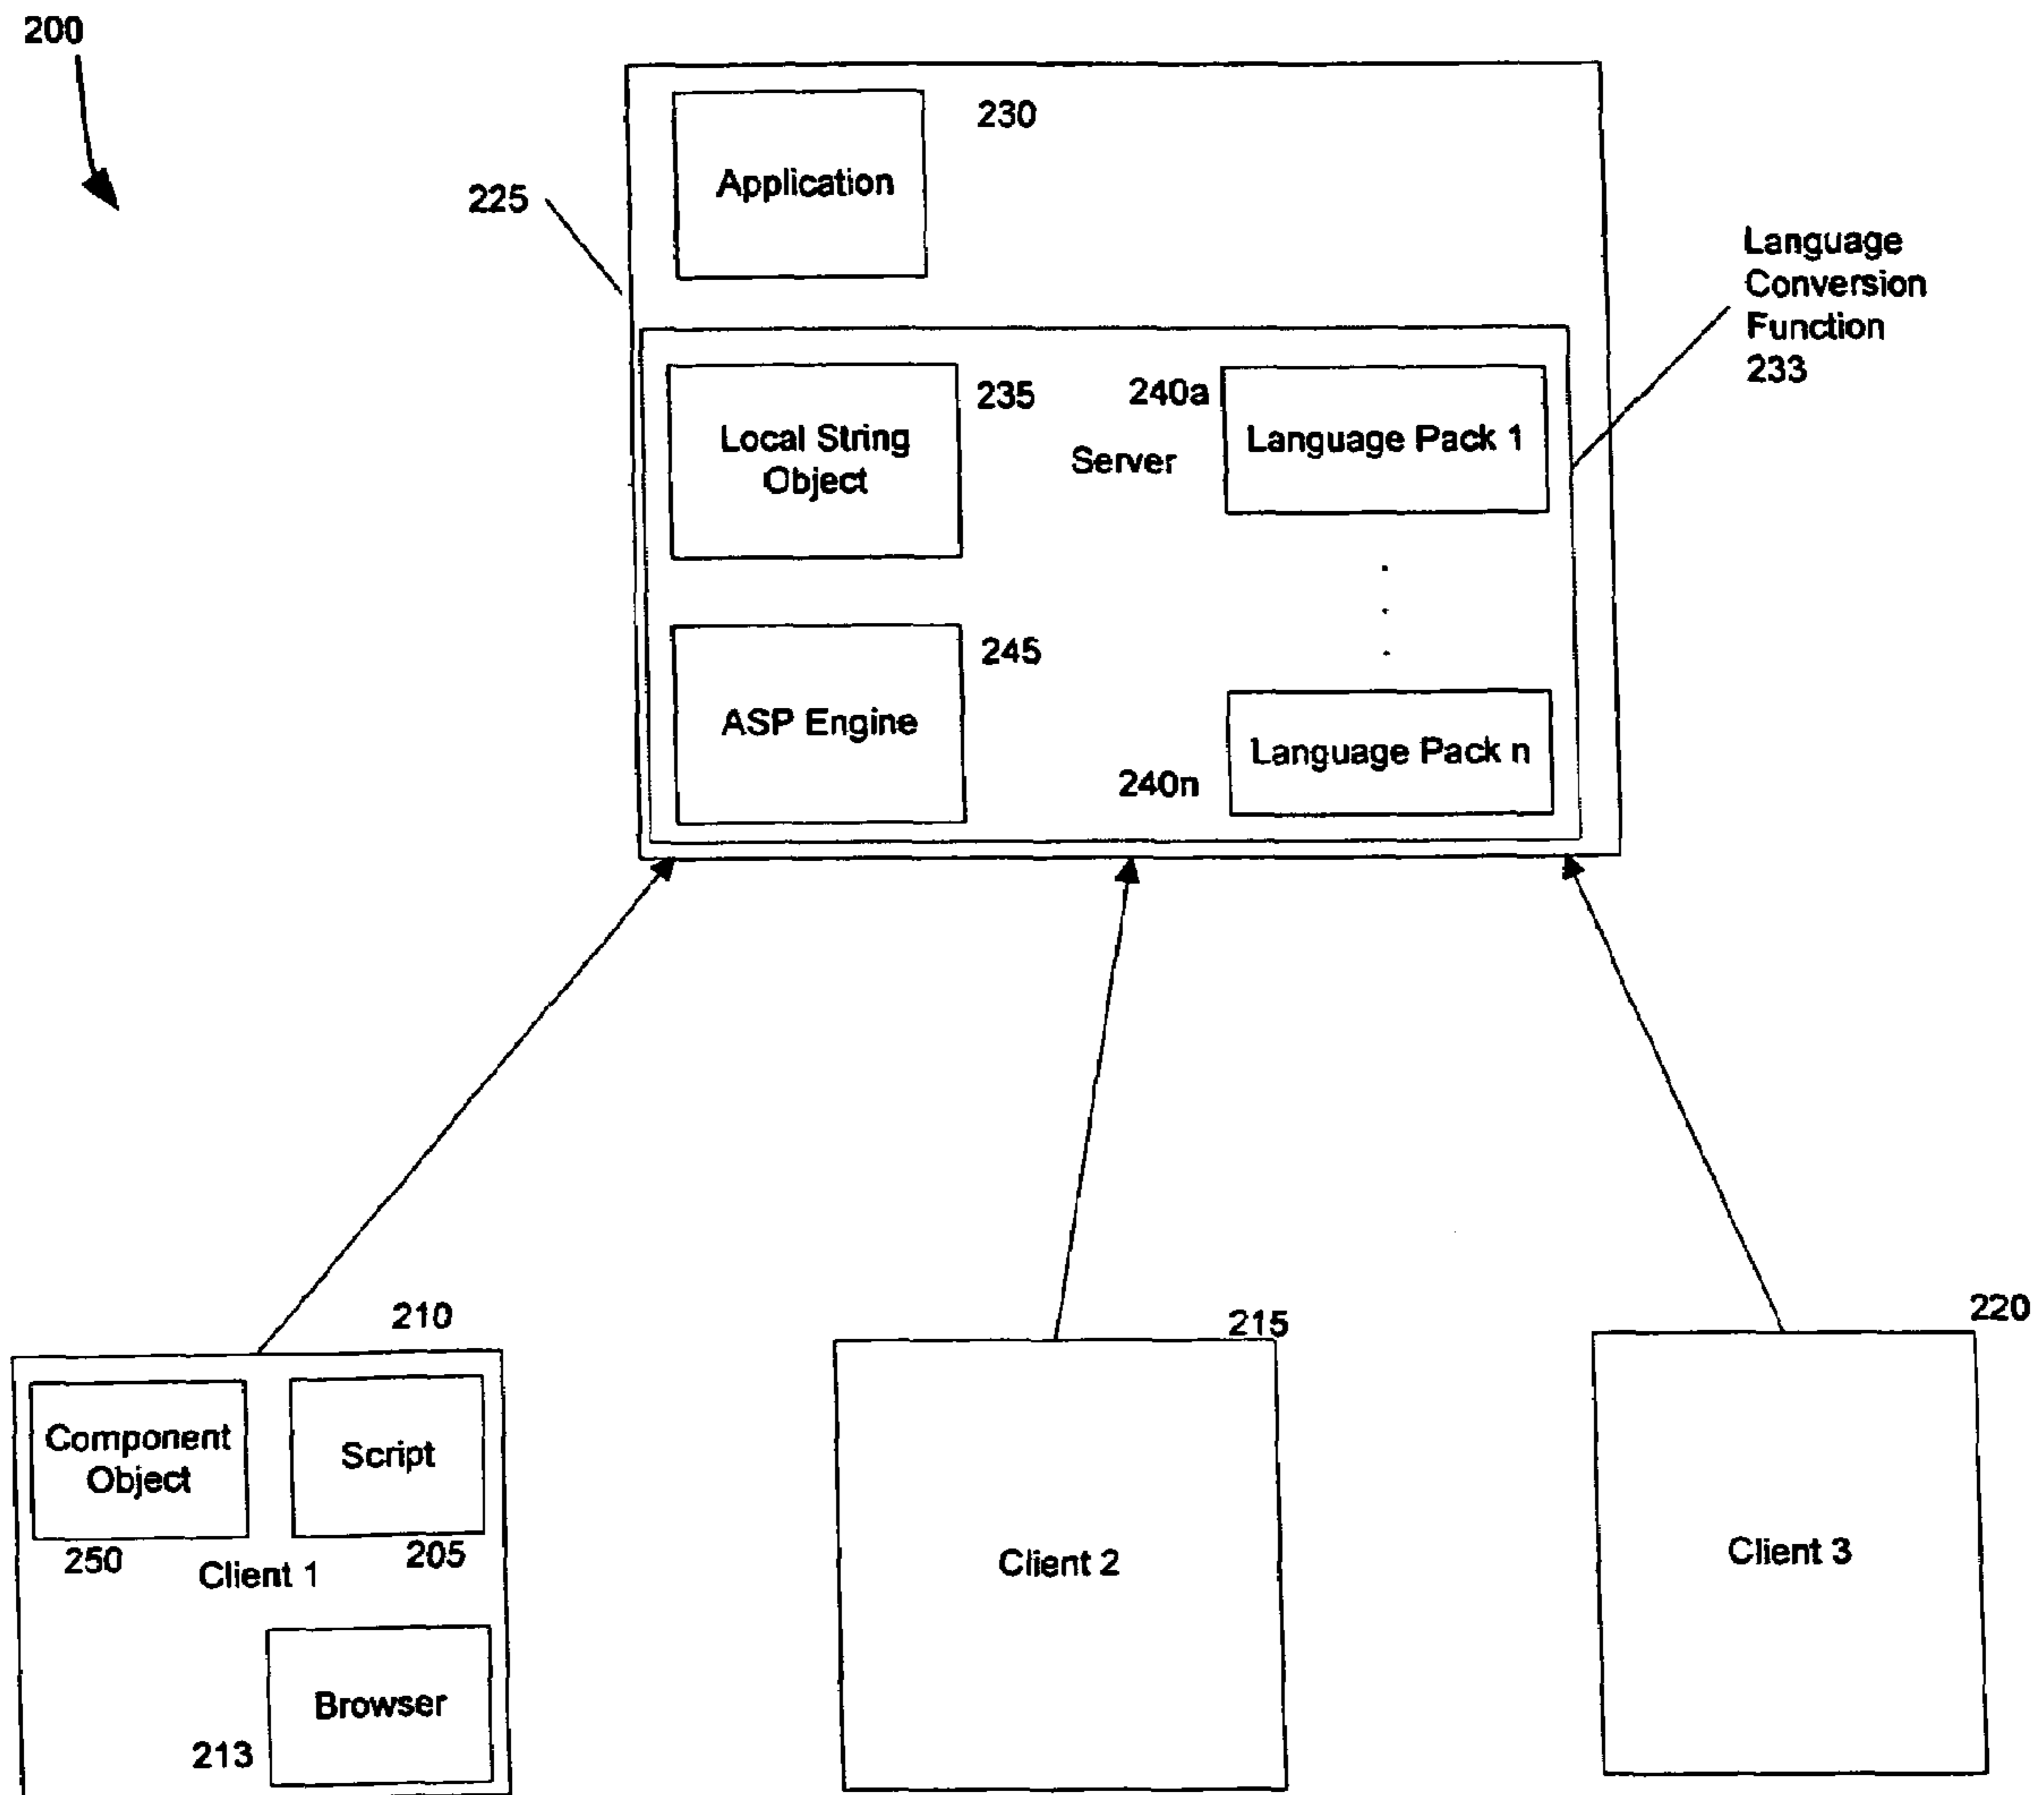 200
230
Application
225
Language
Conversion
Function
233
235
240a
Local String
Object
Server
Language Pack 1
245
ASP Engine
240n
Language Pack n
210
215
220
Component
Object
Script
250
205
Client 1
Client 2
Client 3
Browser
213